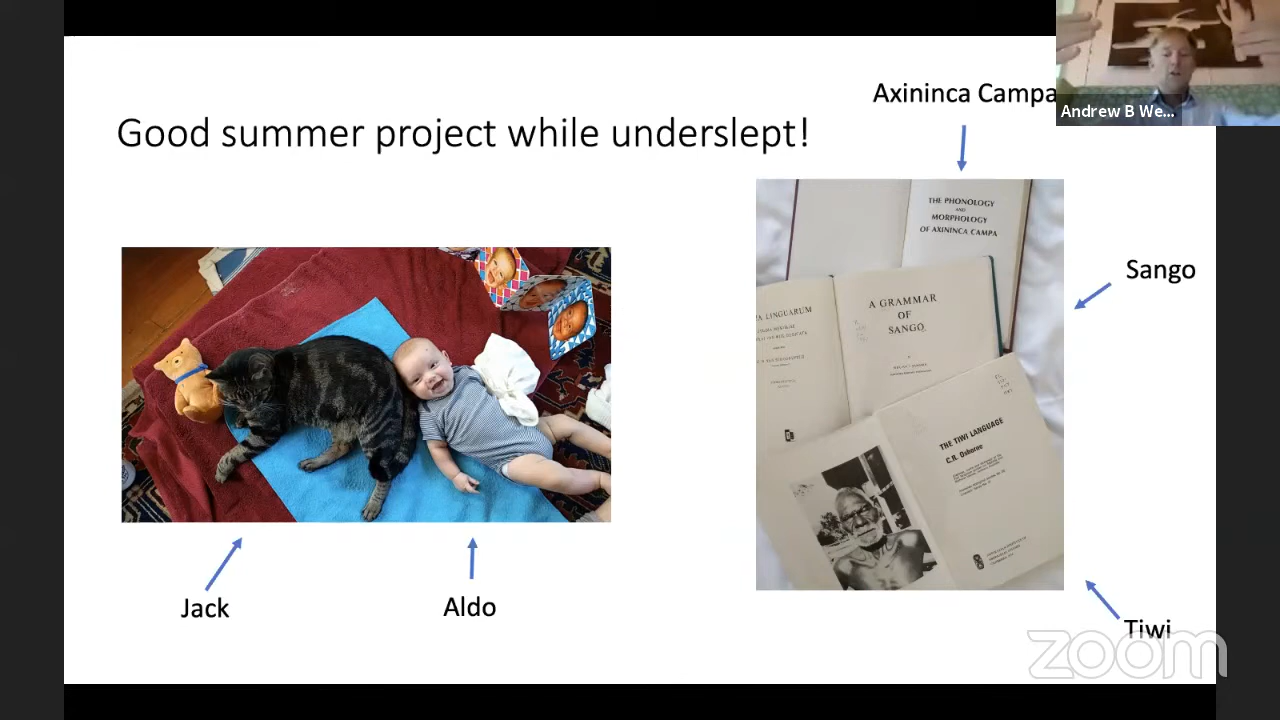 Good summer project while underslept!
Axininca Campa
Andrew B We...
THE PHONOLOGY
AND
MORPHOLOGY
OF AXININCA CAMPA
Sango
LINGUARUM
A GRAMMAR
OF
SANGO
THE TIWI LANGUAGE
C.R. Osborne
Jack
Aldo
Tiwi
zoom